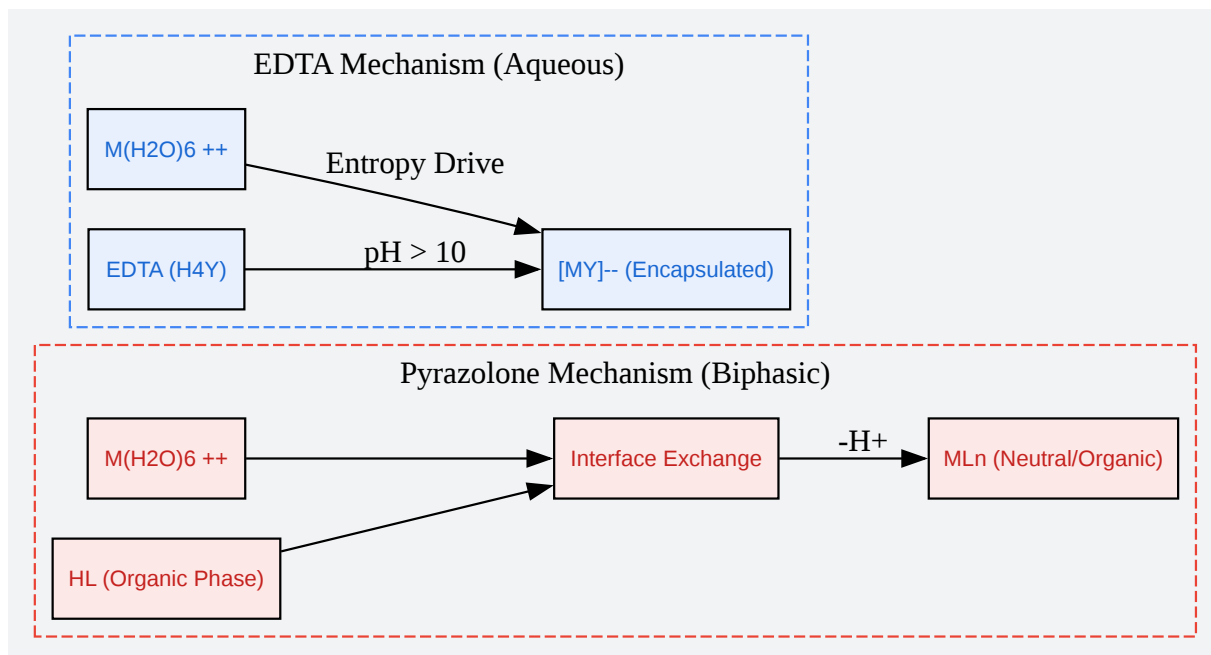 EDTA Mechanism (Aqueous)
M(H2O)6 ++
Entropy Drive
EDTA (H4Y)
pH > 10
[MY]-- (Encapsulated)
Pyrazolone Mechanism (Biphasic)
M(H2O)6 ++
Interface Exchange
-H+
MLn (Neutral/Organic)
HL (Organic Phase)